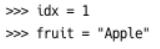 >>> idx = 1
>>> fruit = "Apple"